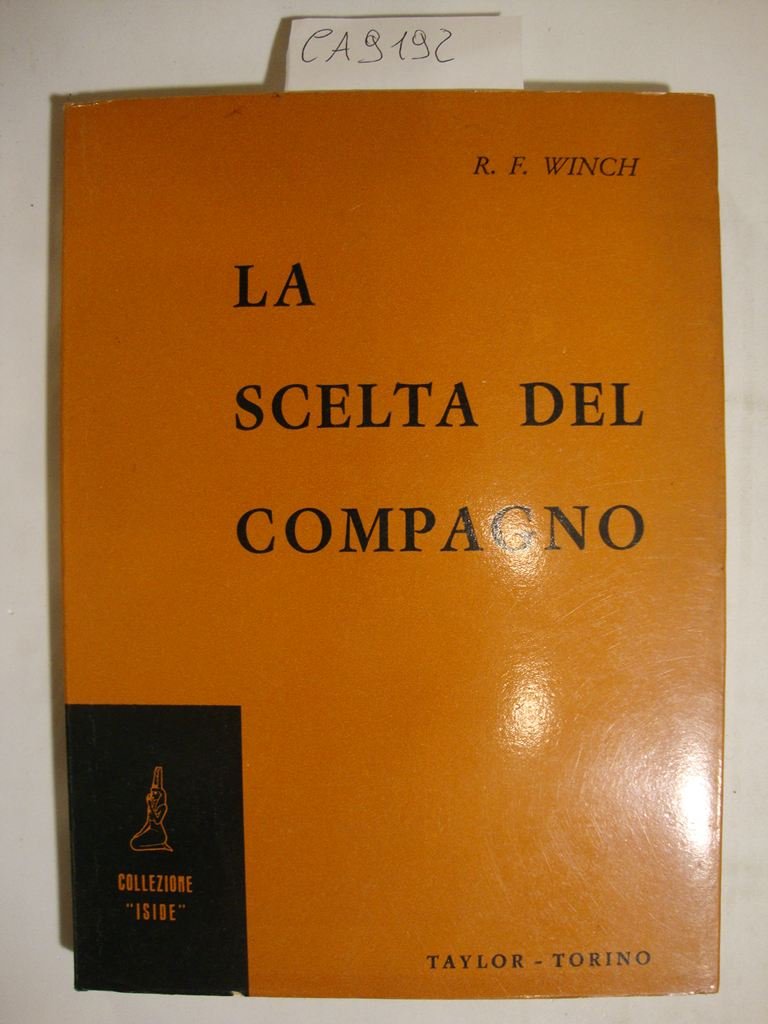 CA9192
R. F. WINCH
LA
SCELTA DEL
COMPAGNO
COLLEZIONE
"ISIDE"
TAYLOR - TORINO